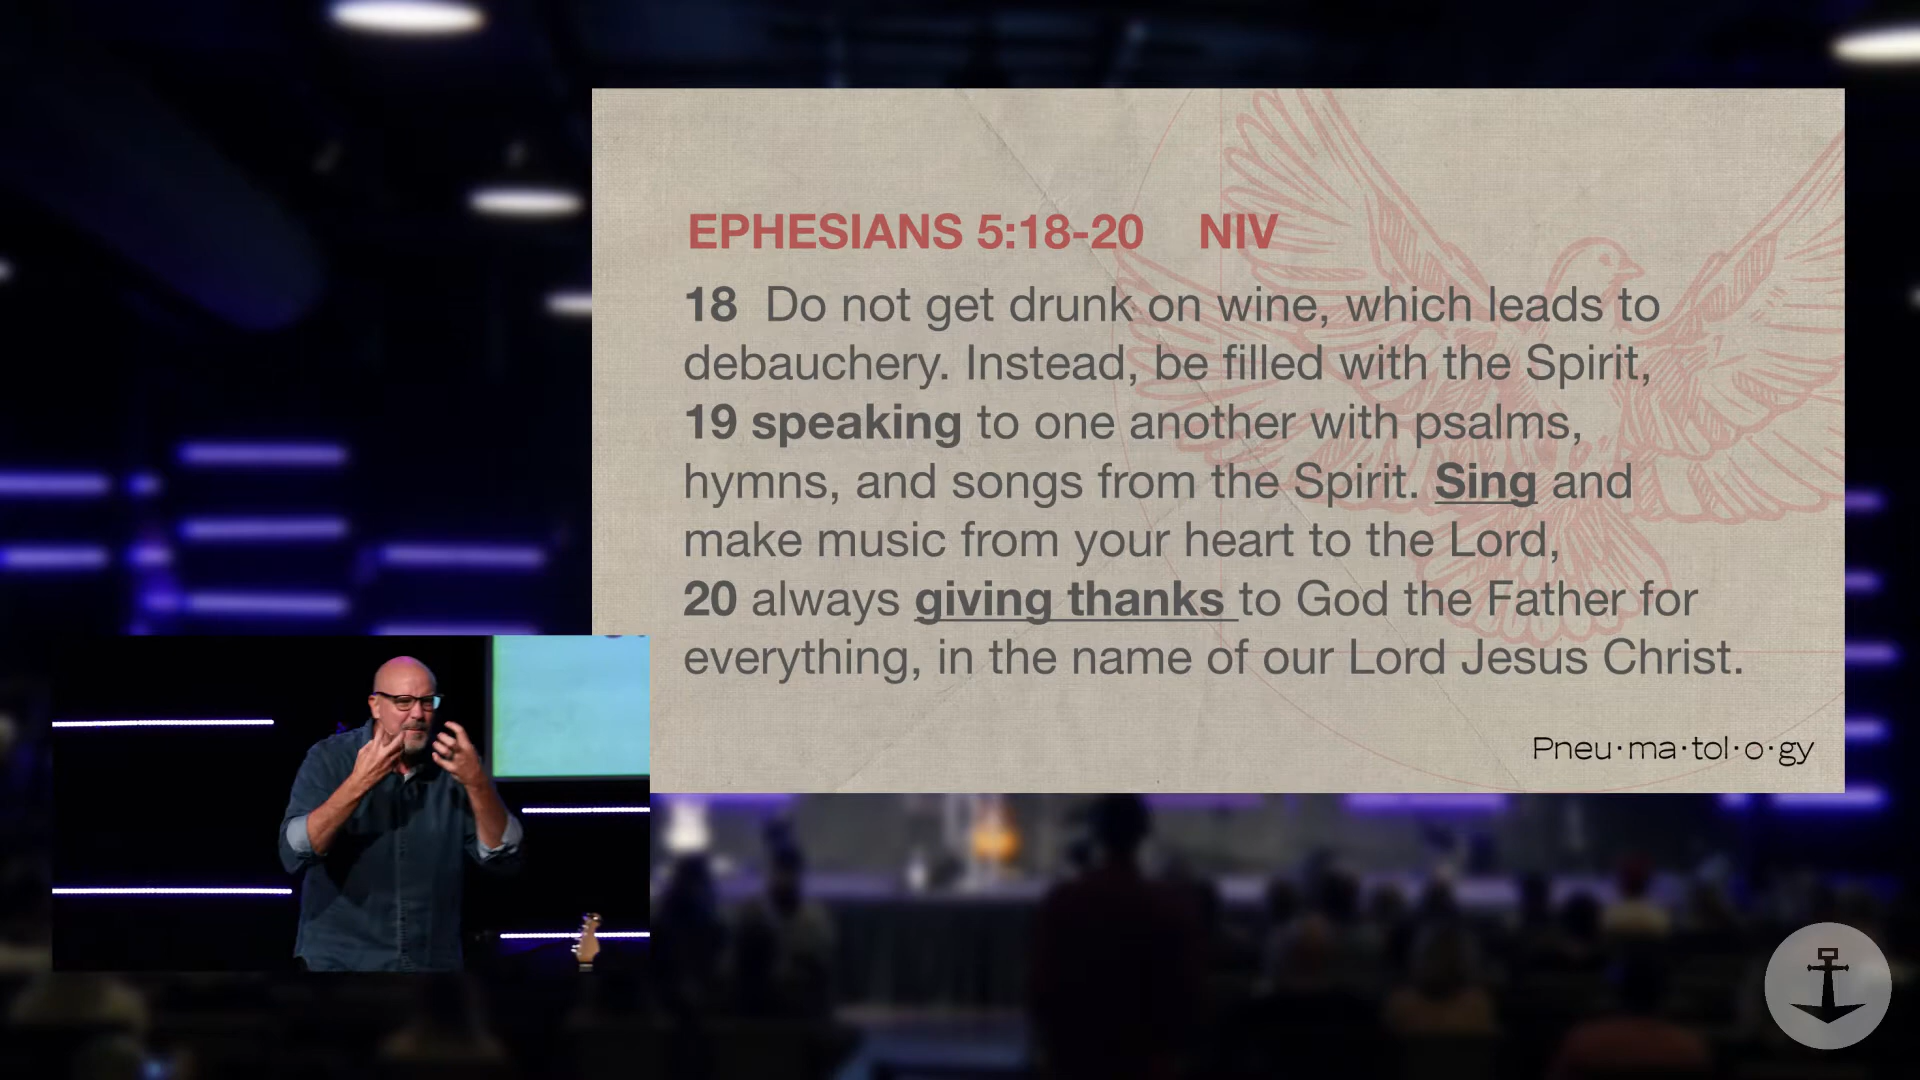 EPHESIANS 5:18-20 NIV
18 Do not get drunk on wine, which leads to
debauchery. Instead, be filled with the Spirit,
19 speaking to one another with psalms,
hymns, and songs from the Spirit. Sing and
make music from your heart to the Lord,
20 always giving thanks to God the Father for
everything, in the name of our Lord Jesus Christ.
Pneu·ma·tol·o·gy